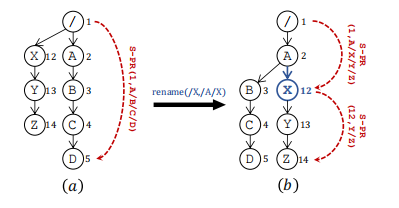 / 1
X 12 A 2
Y 13 B 3
Z 14 C 4
D 5
S-PR(1,A/B/C/D)
(a)
rename(/X,/A/X)
/ 1
A 2
B 3 X 12
C 4 Y 13
D 5 Z 14
S-PR
(1,A/X/Y/Z)
S-PR
(12,Y/Z)
(b)